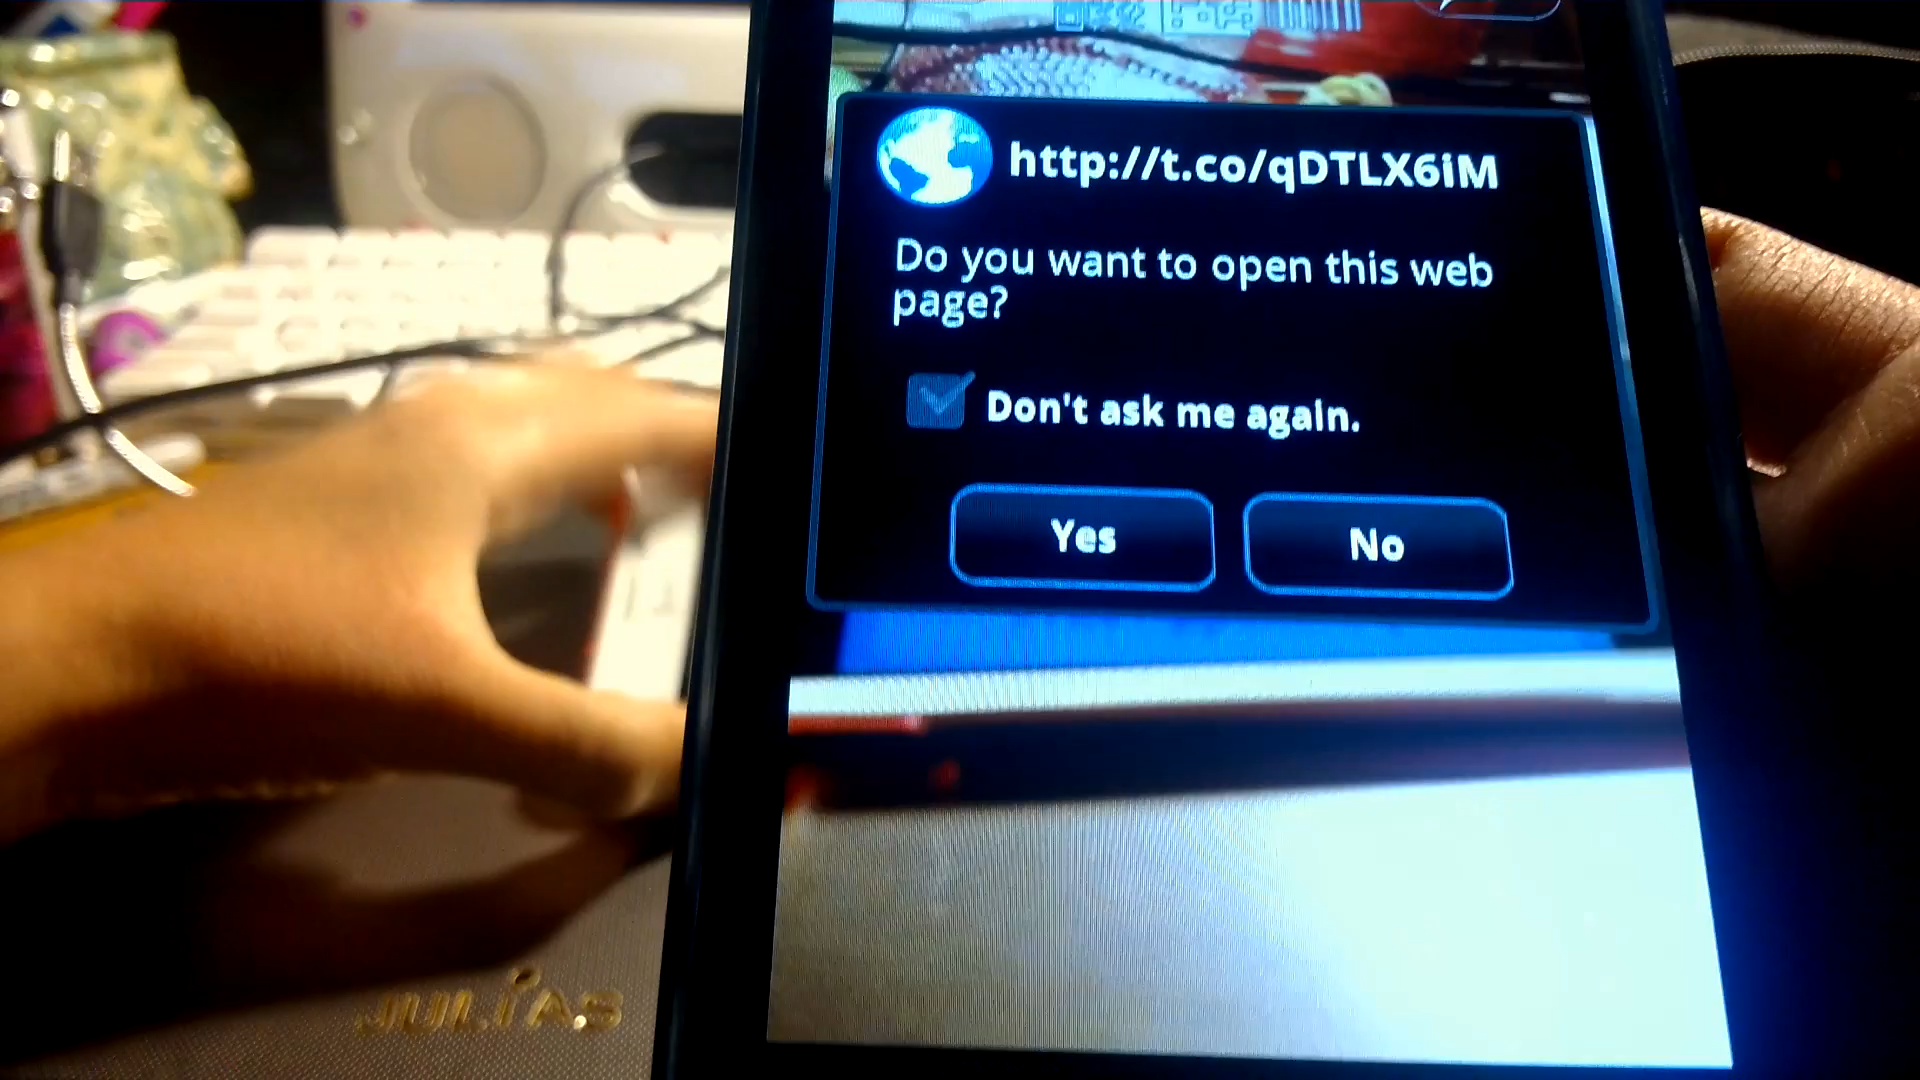 http://t.co/qDTLX6iM
Do you want to open this web
page?
Don't ask me again.
Yes
No
JULIAS